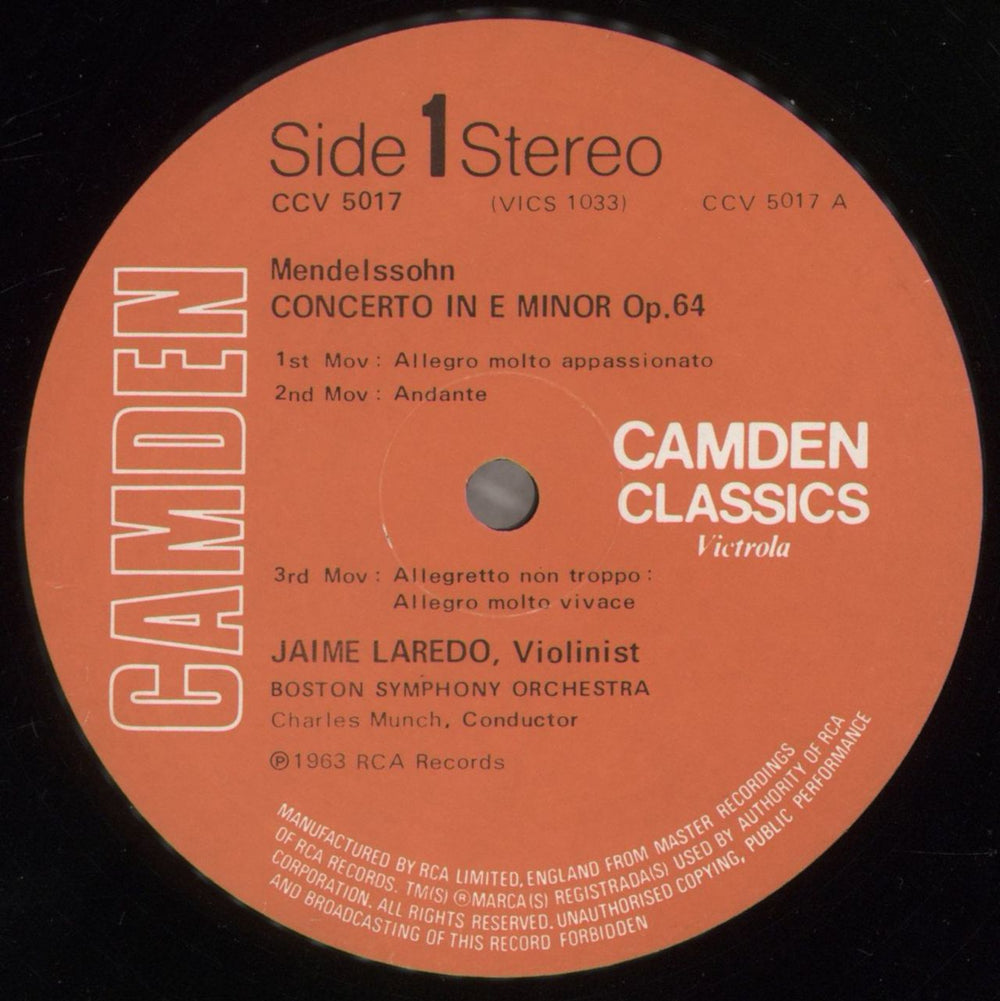 Side 1 Stereo
CCV 5017 (VICS 1033) CCV 5017 A
Mendelssohn
CONCERTO IN E MINOR Op.64
1st Mov : Allegro molto appassionato
2nd Mov : Andante
CAMDEN
CAMDEN
CLASSICS
Victrola
3rd Mov : Allegretto non troppo :
Allegro molto vivace
JAIME LAREDO, Violinist
BOSTON SYMPHONY ORCHESTRA
Charles Munch, Conductor
℗1963 RCA Records
MANUFACTURED BY RCA LIMITED, ENGLAND FROM MASTER RECORDINGS
OF RCA RECORDS. TM(S) ® MARCA(S) REGISTRADA(S) USED BY AUTHORITY OF RCA
CORPORATION. ALL RIGHTS RESERVED. UNAUTHORISED COPYING, PUBLIC PERFORMANCE
AND BROADCASTING OF THIS RECORD FORBIDDEN